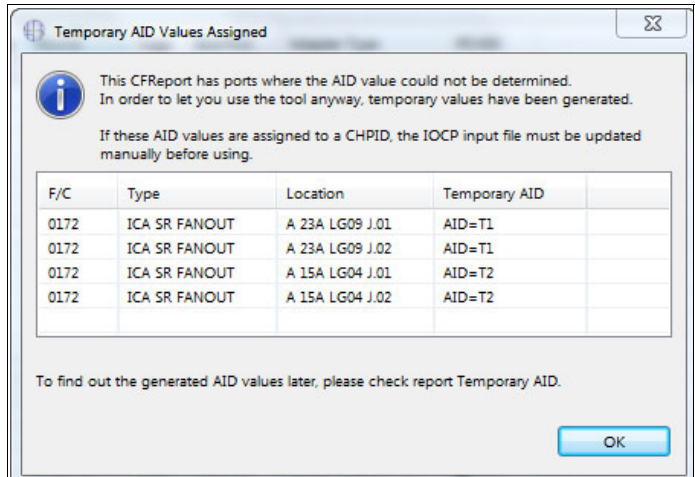 Temporary AID Values Assigned
This CFReport has ports where the AID value could not be determined.
In order to let you use the tool anyway, temporary values have been generated.
If these AID values are assigned to a CHPID, the IOCP input file must be updated
manually before using.
F/C Type Location Temporary AID
0172 ICA SR FANOUT A 23A LG09 J.01 AID=T1
0172 ICA SR FANOUT A 23A LG09 J.02 AID=T1
0172 ICA SR FANOUT A 15A LG04 J.01 AID=T2
0172 ICA SR FANOUT A 15A LG04 J.02 AID=T2
To find out the generated AID values later, please check report Temporary AID.
OK